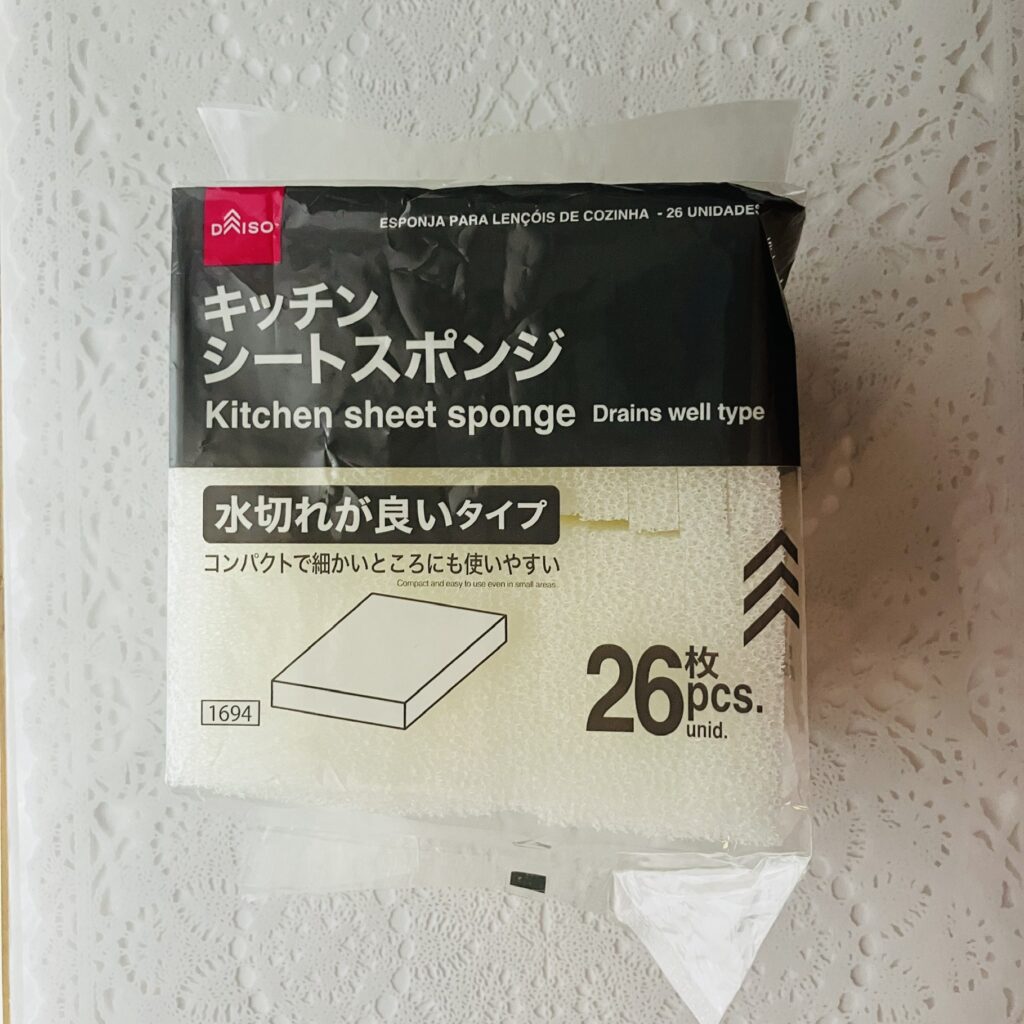 DAISO
ESPONJA PARA LENÇÓIS DE COZINHA - 26 UNIDADES
キッチン
シートスポンジ
Kitchen sheet sponge Drains well type
水切れが良いタイプ
コンパクトで細かいところにも使いやすい
Compact and easy to use even in small areas.
26枚
pcs.
unid.
1694